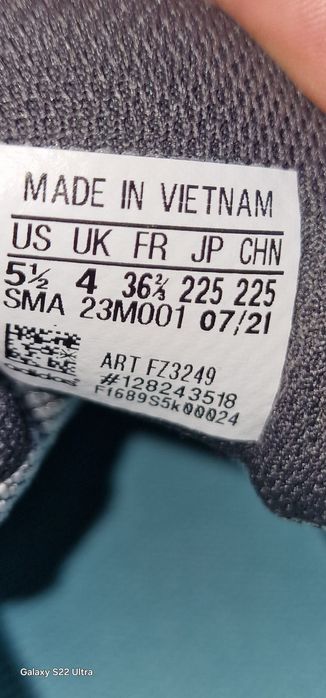 MADE IN VIETNAM
US UK FR JP CHN
5½ 4 36⅔ 225 225
SMA 23M001 07/21
ART FZ3249
#128243518
F1689S5k00024
adidas
Galaxy S22 Ultra